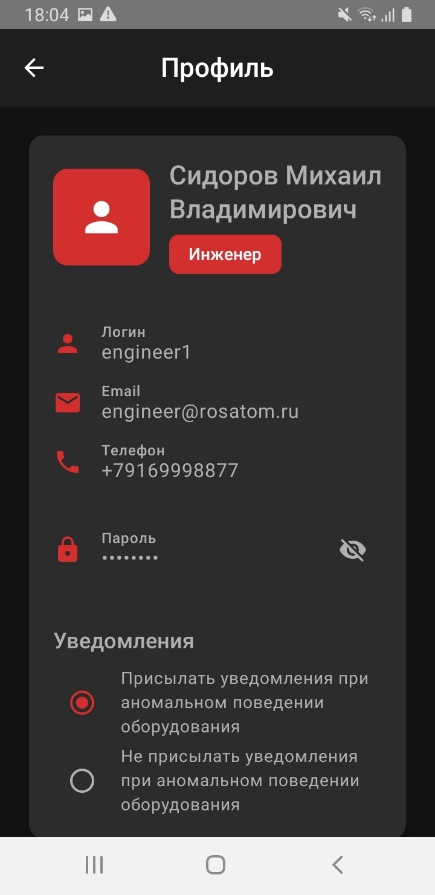 18:04
Профиль
Сидоров Михаил
Владимирович
Инженер
Логин
engineer1
Email
engineer@rosatom.ru
Телефон
+79169998877
Пароль
••••••••
Уведомления
Присылать уведомления при
аномальном поведении
оборудования
Не присылать уведомления
при аномальном поведении
оборудования